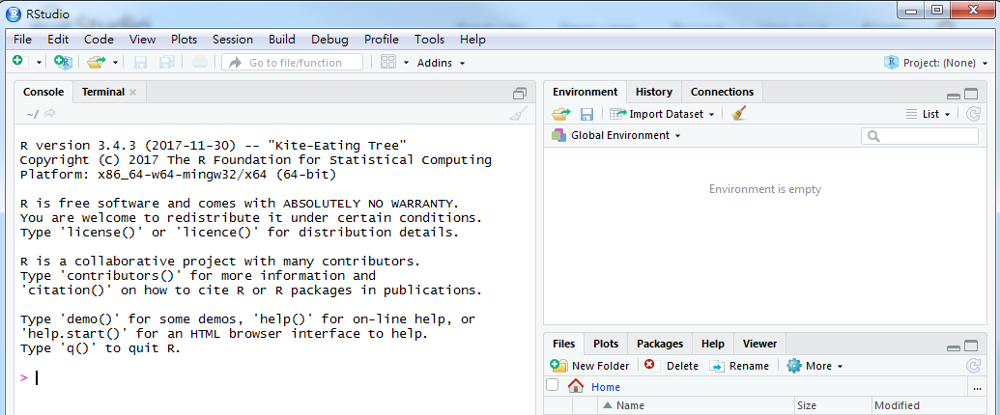 RStudio
File Edit Code View Plots Session Build Debug Profile Tools Help
Go to file/function Addins Project: (None)
Console Terminal
~/
R version 3.4.3 (2017-11-30) -- "Kite-Eating Tree"
Copyright (C) 2017 The R Foundation for Statistical Computing
Platform: x86_64-w64-mingw32/x64 (64-bit)
R is free software and comes with ABSOLUTELY NO WARRANTY.
You are welcome to redistribute it under certain conditions.
Type 'license()' or 'licence()' for distribution details.
R is a collaborative project with many contributors.
Type 'contributors()' for more information and
'citation()' on how to cite R or R packages in publications.
Type 'demo()' for some demos, 'help()' for on-line help, or
'help.start()' for an HTML browser interface to help.
Type 'q()' to quit R.
>
Environment History Connections
Import Dataset List
Global Environment
Environment is empty
Files Plots Packages Help Viewer
New Folder Delete Rename More
Home ...
Name Size Modified